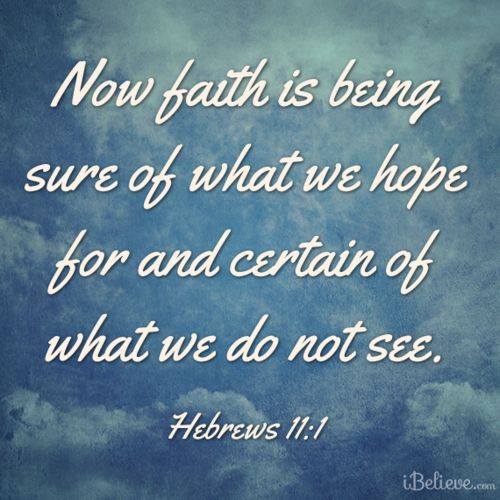 Now faith is being
sure of what we hope
for and certain of
what we do not see.
Hebrews 11:1
iBelieve.com